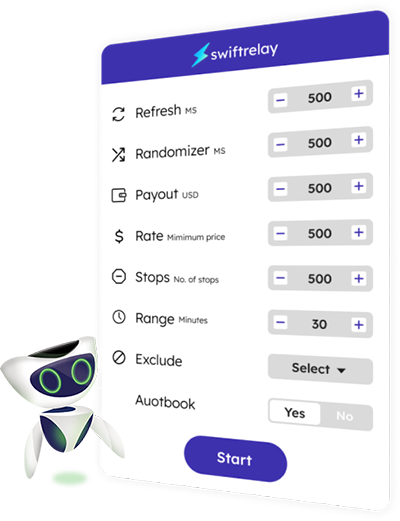 swiftrelay
Refresh MS − 500 +
Randomizer MS − 500 +
Payout USD − 500 +
$ Rate Mimimum price − 500 +
Stops No. of stops − 500 +
Range Minutes − 30 +
Exclude Select
Auotbook Yes No
Start